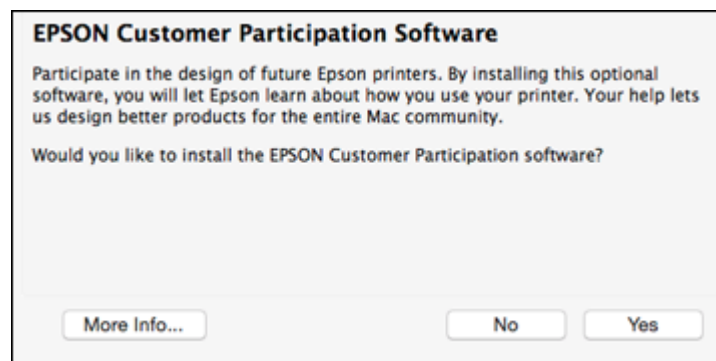 EPSON Customer Participation Software
Participate in the design of future Epson printers. By installing this optional
software, you will let Epson learn about how you use your printer. Your help lets
us design better products for the entire Mac community.
Would you like to install the EPSON Customer Participation software?
More Info... No Yes